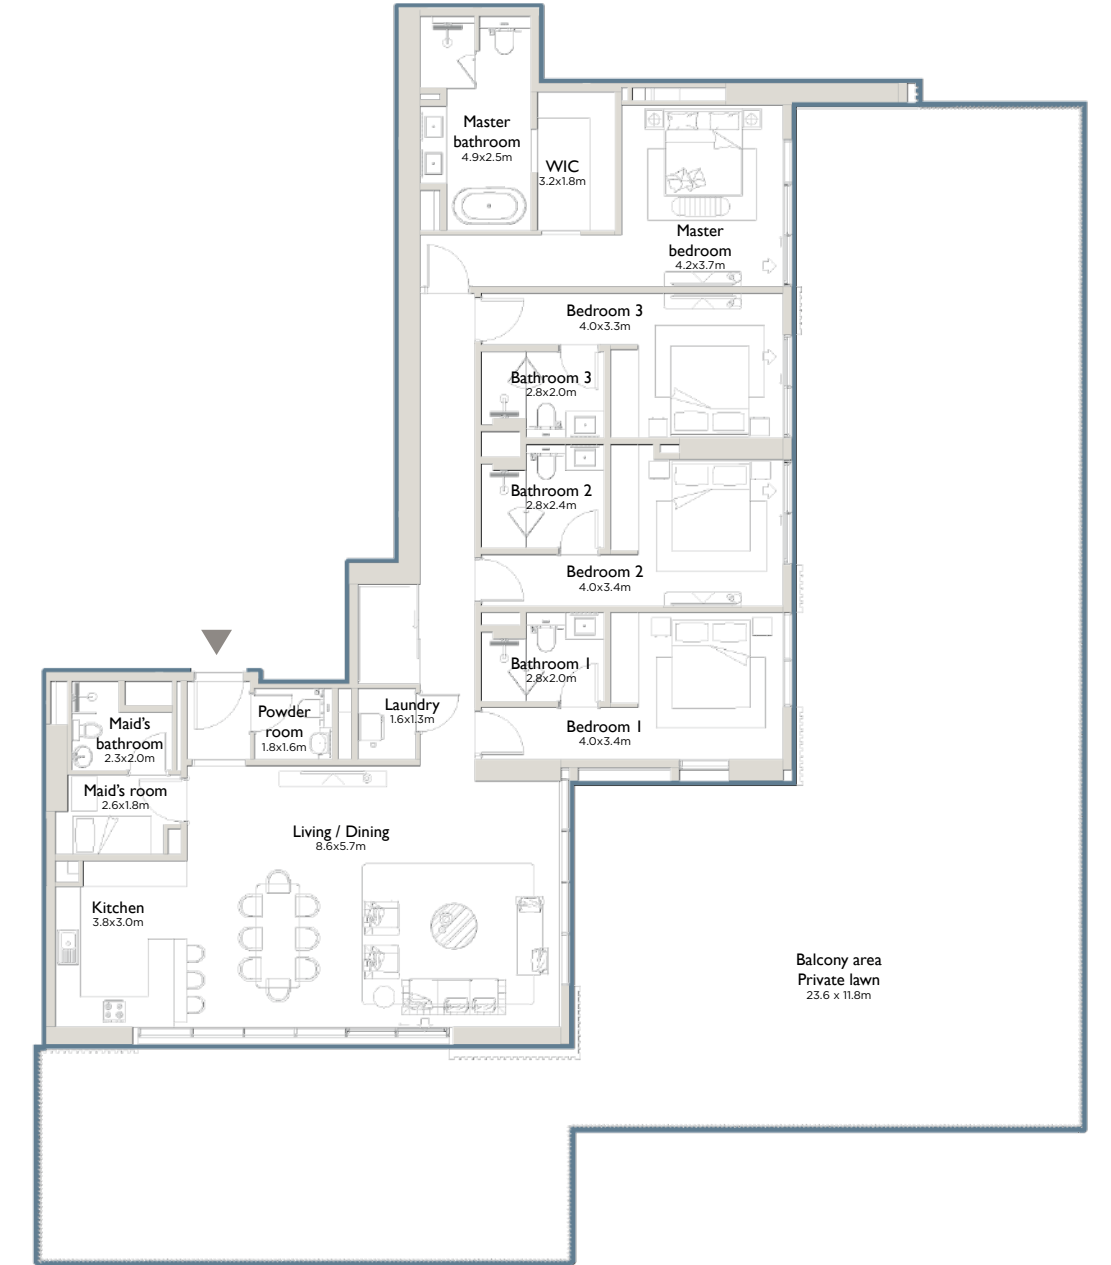 Master
bathroom
4.9x2.5m
WIC
3.2x1.8m
Master
bedroom
4.2x3.7m
Bedroom 3
4.0x3.3m
Bathroom 3
2.8x2.0m
Bathroom 2
2.8x2.4m
Bedroom 2
4.0x3.4m
Bathroom 1
2.8x2.0m
Bedroom 1
4.0x3.4m
Laundry
1.6x1.3m
Powder
room
1.8x1.6m
Maid's
bathroom
2.3x2.0m
Maid's room
2.6x1.8m
Living / Dining
8.6x5.7m
Kitchen
3.8x3.0m
Balcony area
Private lawn
23.6 x 11.8m